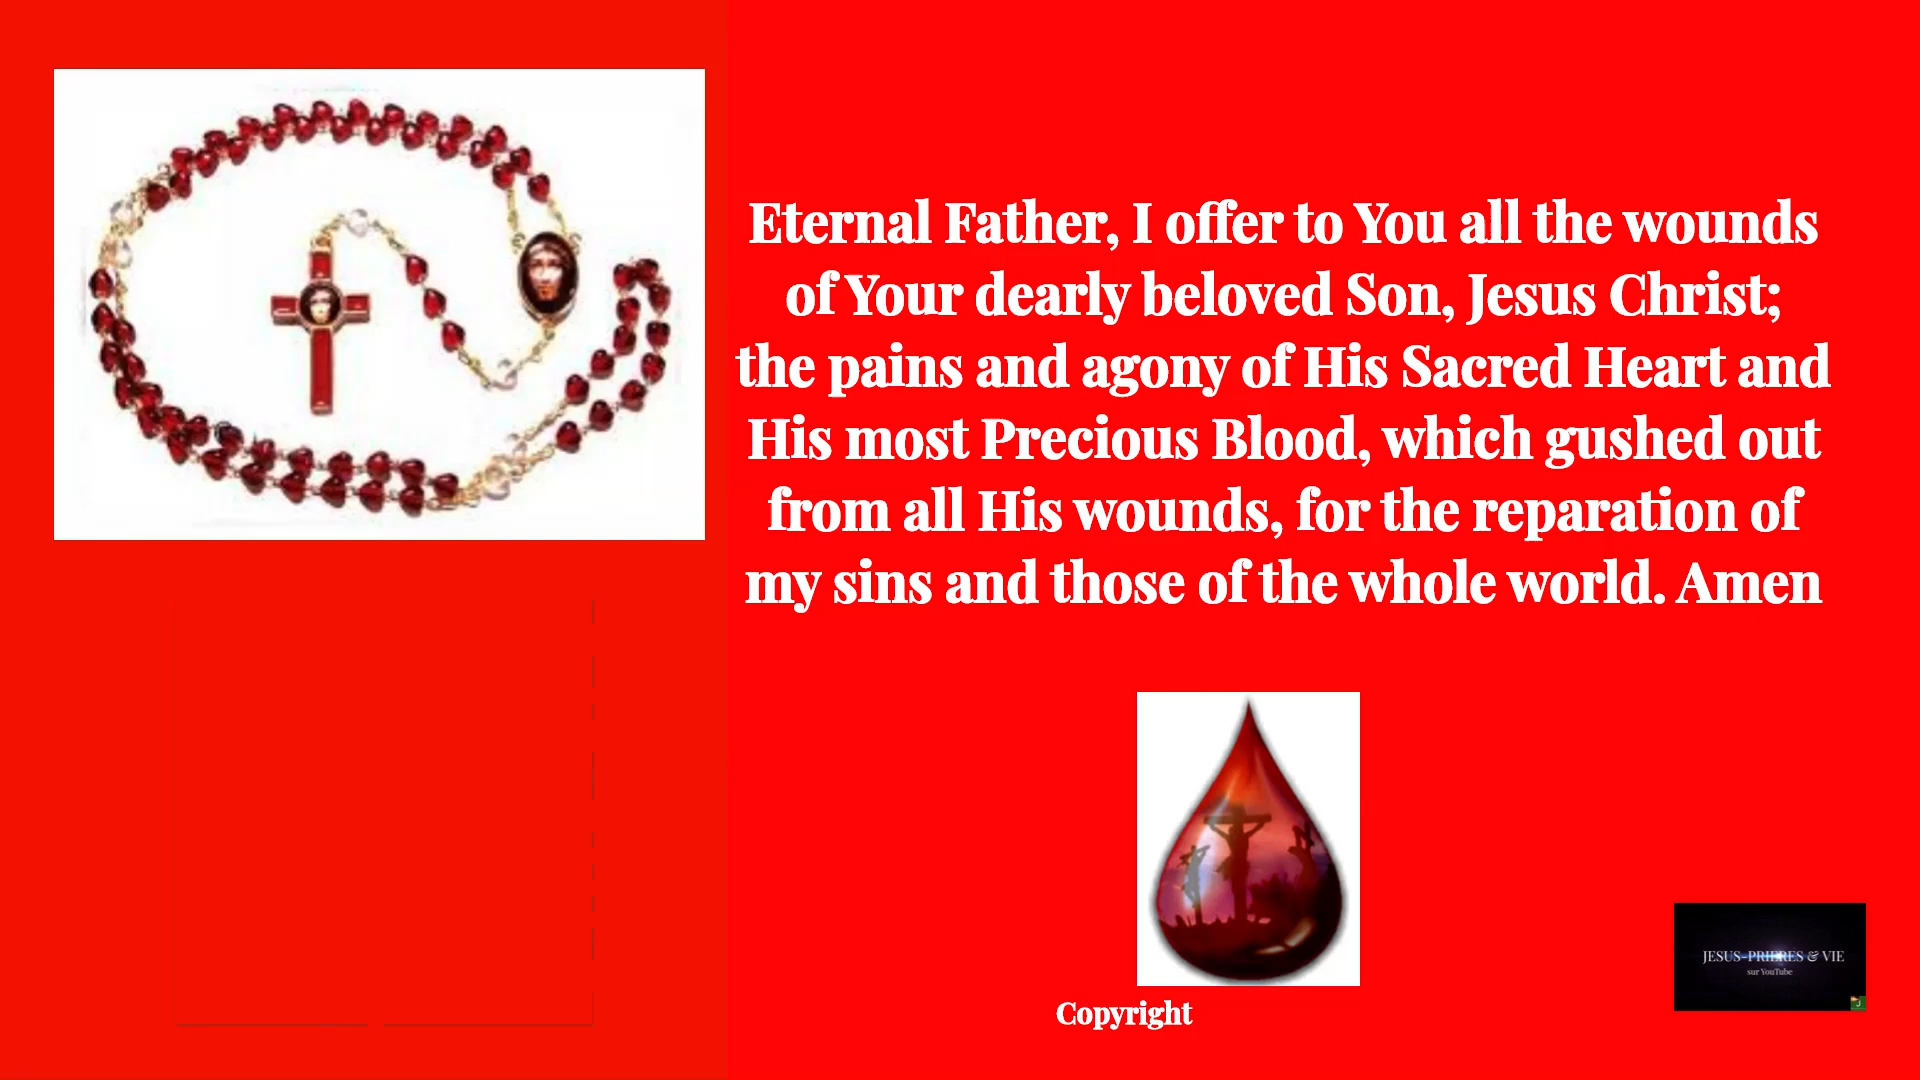 Eternal Father, I offer to You all the wounds
of Your dearly beloved Son, Jesus Christ;
the pains and agony of His Sacred Heart and
His most Precious Blood, which gushed out
from all His wounds, for the reparation of
my sins and those of the whole world. Amen
JESUS-PRIERES & VIE
sur YouTube
Copyright